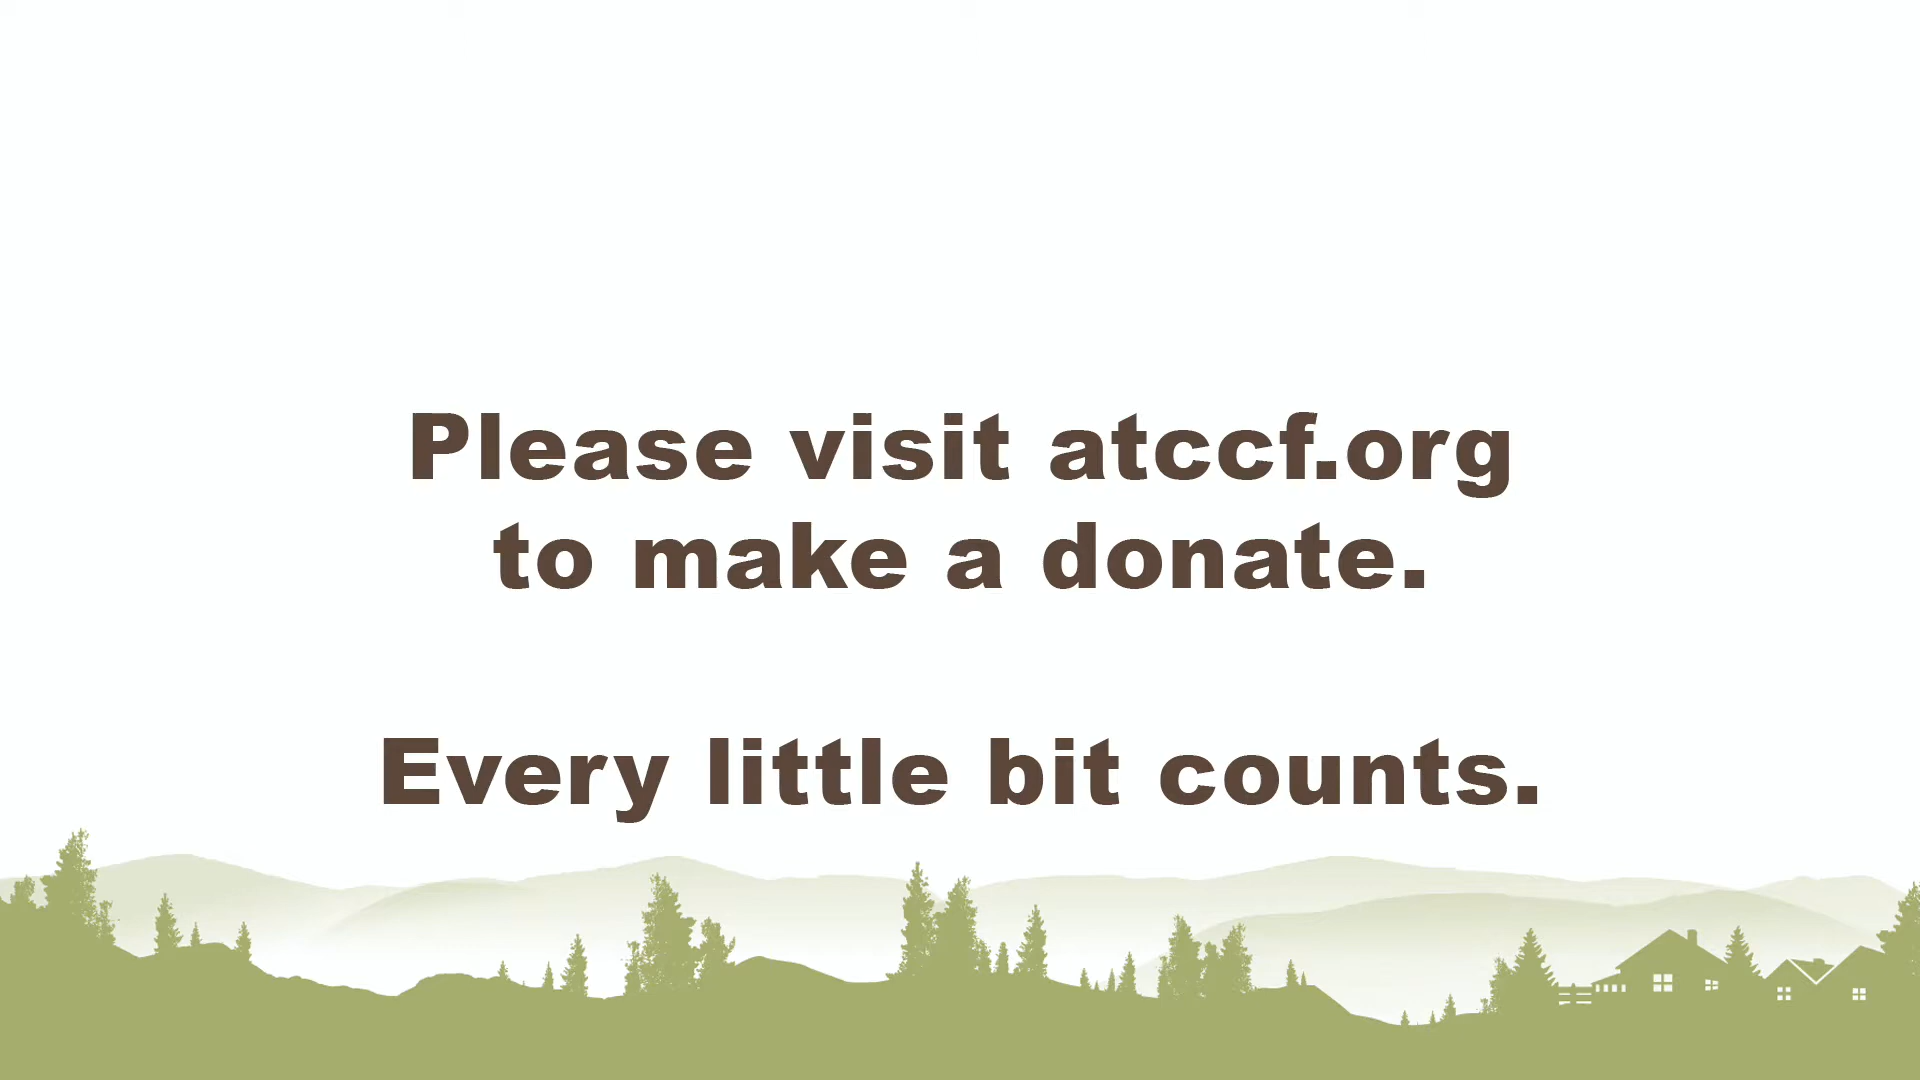 Please visit atccf.org
to make a donate.
Every little bit counts.